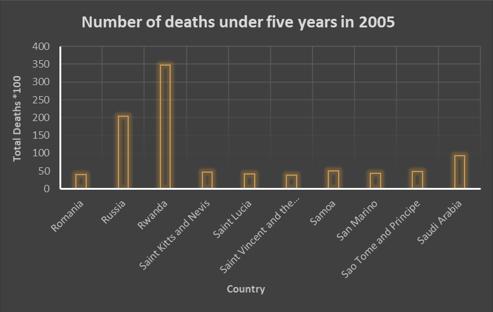 Number of deaths under five years in 2005
Total Deaths *100
400
350
300
250
200
150
100
50
0
Romania
Russia
Rwanda
Saint Kitts and Nevis
Saint Lucia
Saint Vincent and the...
Samoa
San Marino
Sao Tome and Principe
Saudi Arabia
Country